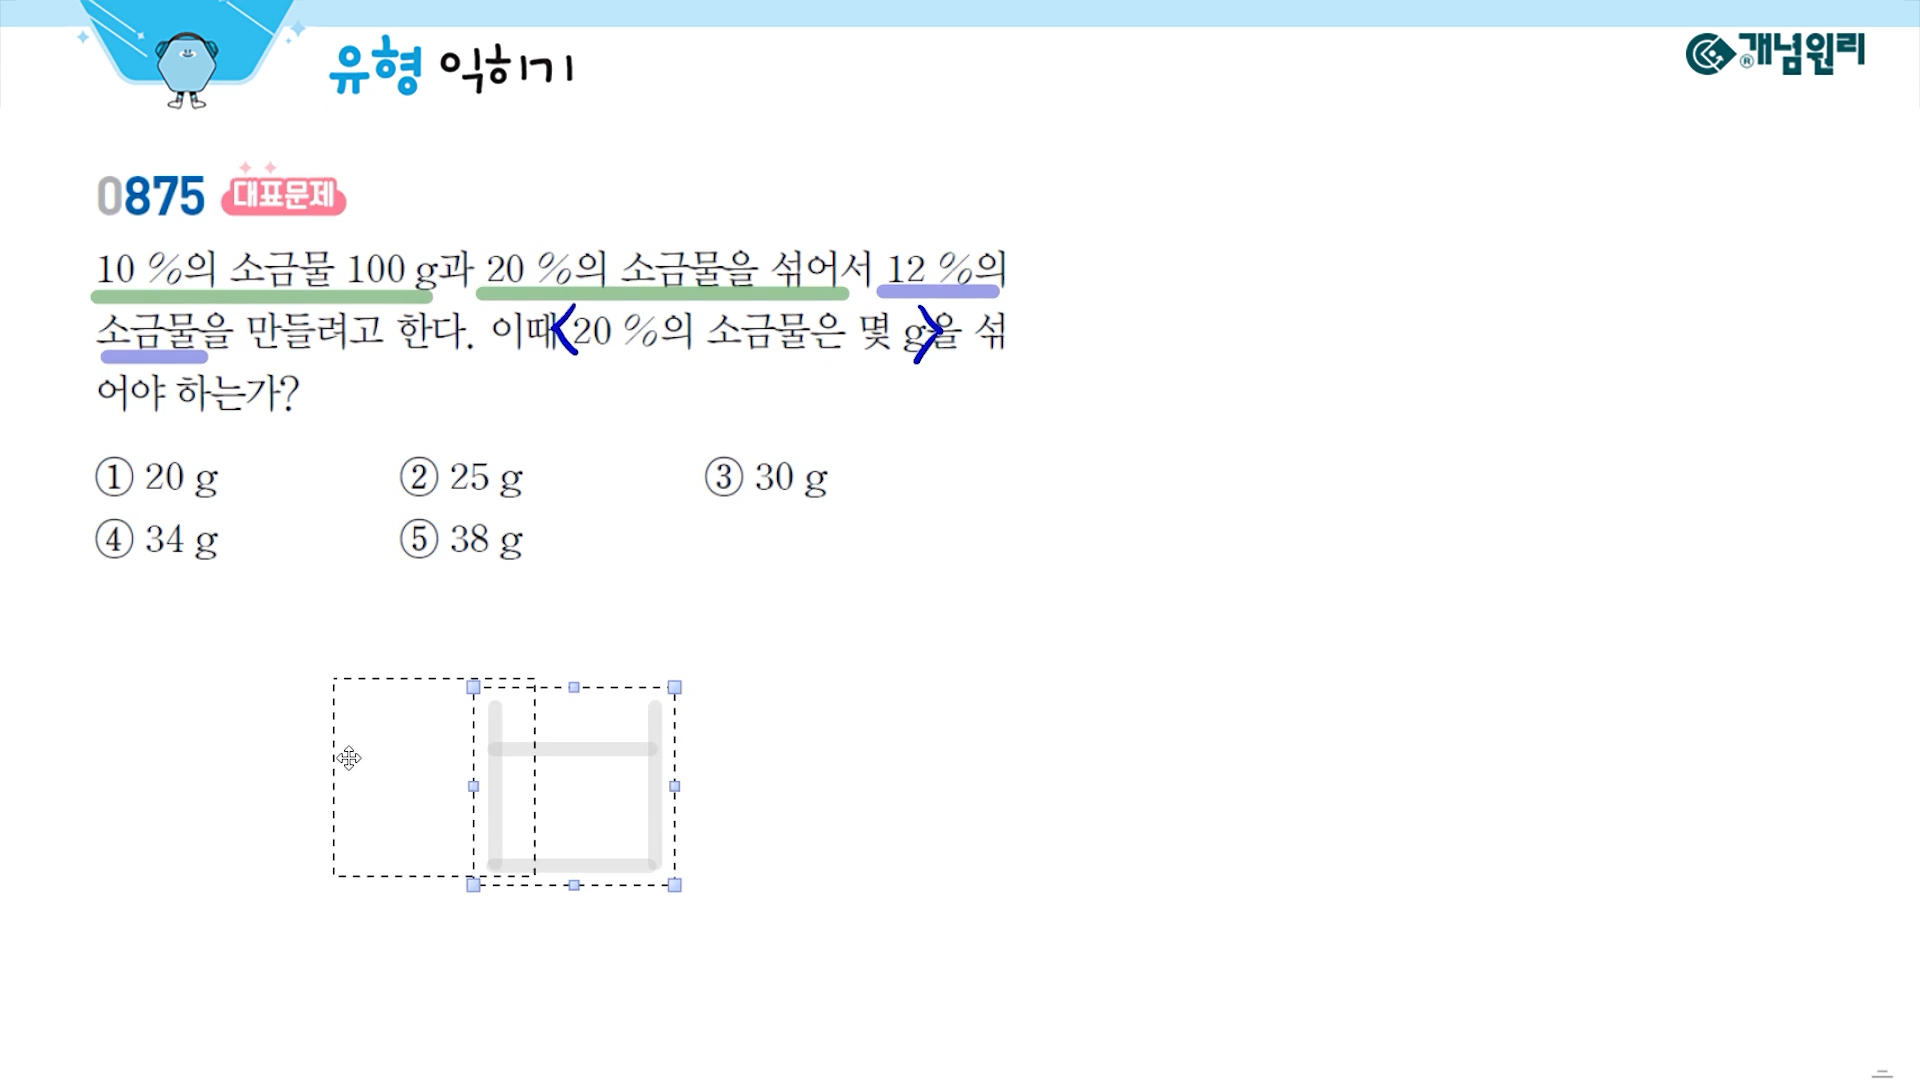 유형 익히기
개념원리
0875 대표문제
10 %의 소금물 100 g과 20 %의 소금물을 섞어서 12 %의
소금물을 만들려고 한다. 이때 20 %의 소금물은 몇 g을 섞
어야 하는가?
① 20 g ② 25 g ③ 30 g
④ 34 g ⑤ 38 g